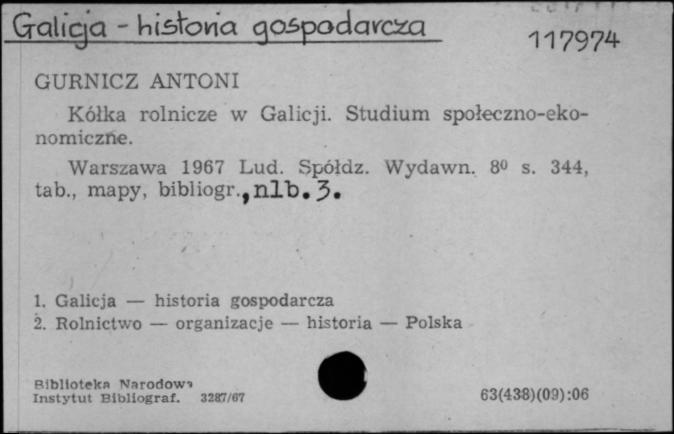 Galicja - historia gospodarcza
117974
GURNICZ ANTONI
Kółka rolnicze w Galicji. Studium społeczno-eko-
nomiczne.
Warszawa 1967 Lud. Spółdz. Wydawn. 8⁰ s. 344,
tab., mapy, bibliogr., nlb. 3.
1. Galicja — historia gospodarcza
2. Rolnictwo — organizacje — historia — Polska
Biblioteka Narodowa
Instytut Bibliograf. 3287/67
63(438)(09):06